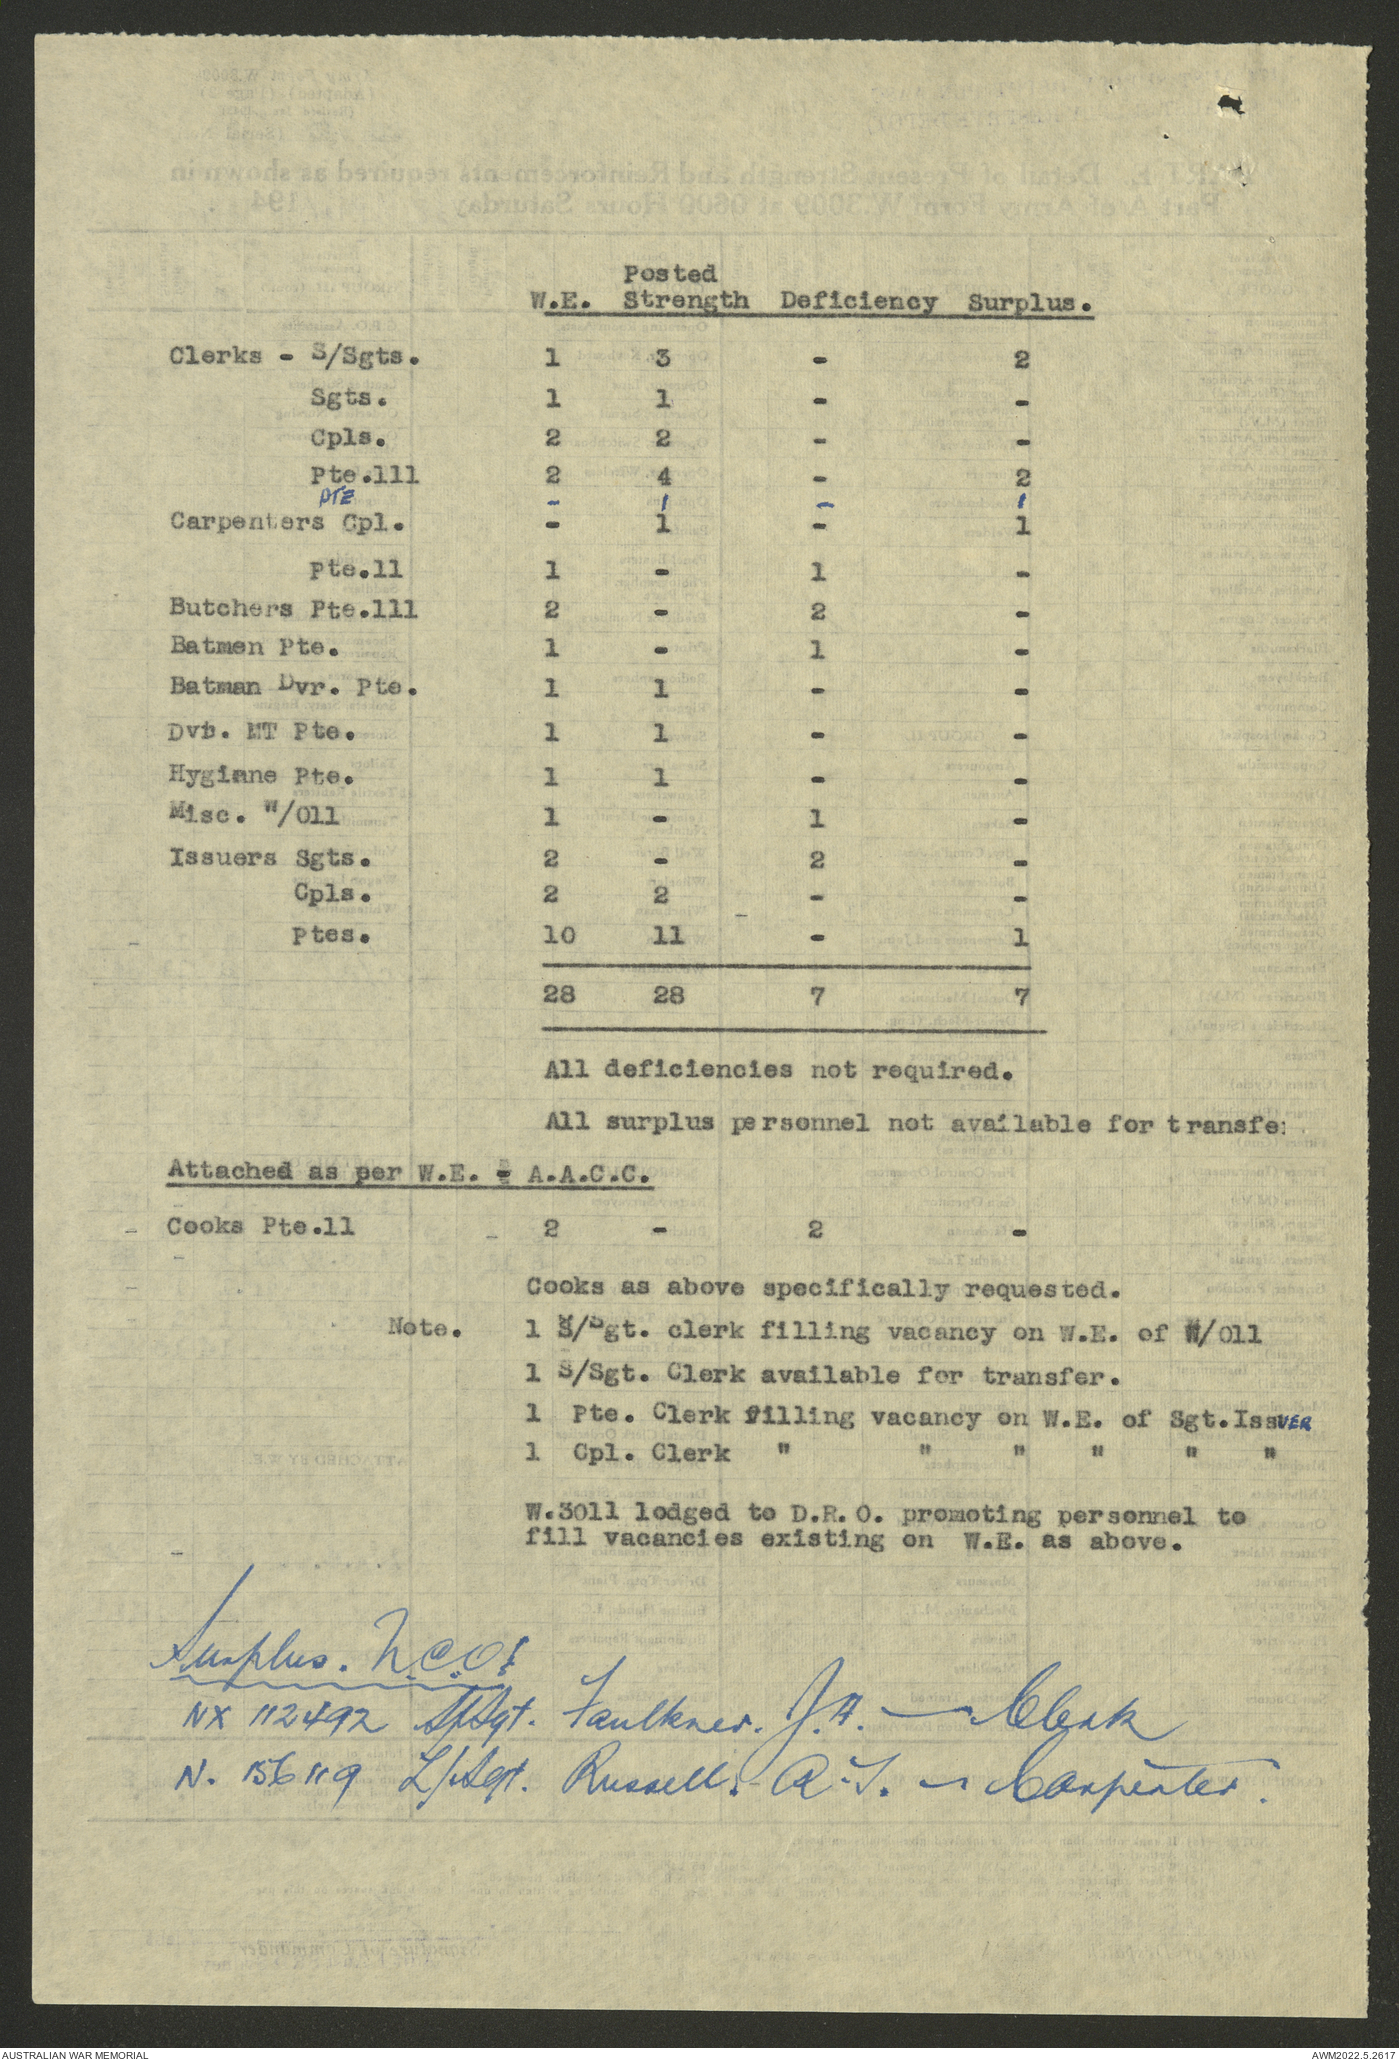 Posted
W.E. Strength Deficiency Surplus.
Clerks - S/Sgts. 1 3 - 2
Sgts. 1 1 - -
Cpls. 2 2 - -
Pte.111 2 4 - 2
PTE - 1 - 1
Carpenters Cpl. - 1 - 1
Pte.11 1 - 1 -
Butchers Pte.111 2 - 2 -
Batmen Pte. 1 - 1 -
Batman Dvr. Pte. 1 1 - -
Dvr. MT Pte. 1 1 - -
Hygiene Pte. 1 1 - -
Misc. W/O11 1 - 1 -
Issuers Sgts. 2 - 2 -
Cpls. 2 2 - -
Ptes. 10 11 - 1
28 28 7 7
All deficiencies not required.
All surplus personnel not available for transfer.
Attached as per W.E. - A.A.C.C.
Cooks Pte.11 2 - 2 -
Cooks as above specifically requested.
Note. 1 S/Sgt. clerk filling vacancy on W.E. of W/O11
1 S/Sgt. Clerk available for transfer.
1 Pte. Clerk filling vacancy on W.E. of Sgt.IssUER
1 Cpl. Clerk " " " " " "
W.3011 lodged to D.R.O. promoting personnel to
fill vacancies existing on W.E. as above.
Surplus. N.C.O's
NX 112492 S/Sgt. Faulkner. J.H. — Clerk
N. 156119 L/Sgt. Russell. A.T. — Carpenter.
AUSTRALIAN WAR MEMORIAL AWM2022.5.2617